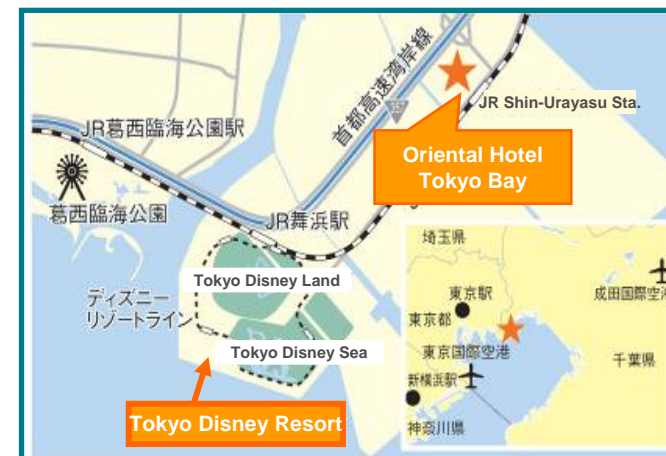 首都高速湾岸線
357
JR Shin-Urayasu Sta.
JR葛西臨海公園駅
Oriental Hotel
Tokyo Bay
葛西臨海公園
JR舞浜駅
埼玉県
Tokyo Disney Land
成田国際空港
ディズニー
リゾートライン
東京駅
東京都
Tokyo Disney Sea
東京国際空港
千葉県
新横浜駅
Tokyo Disney Resort
神奈川県